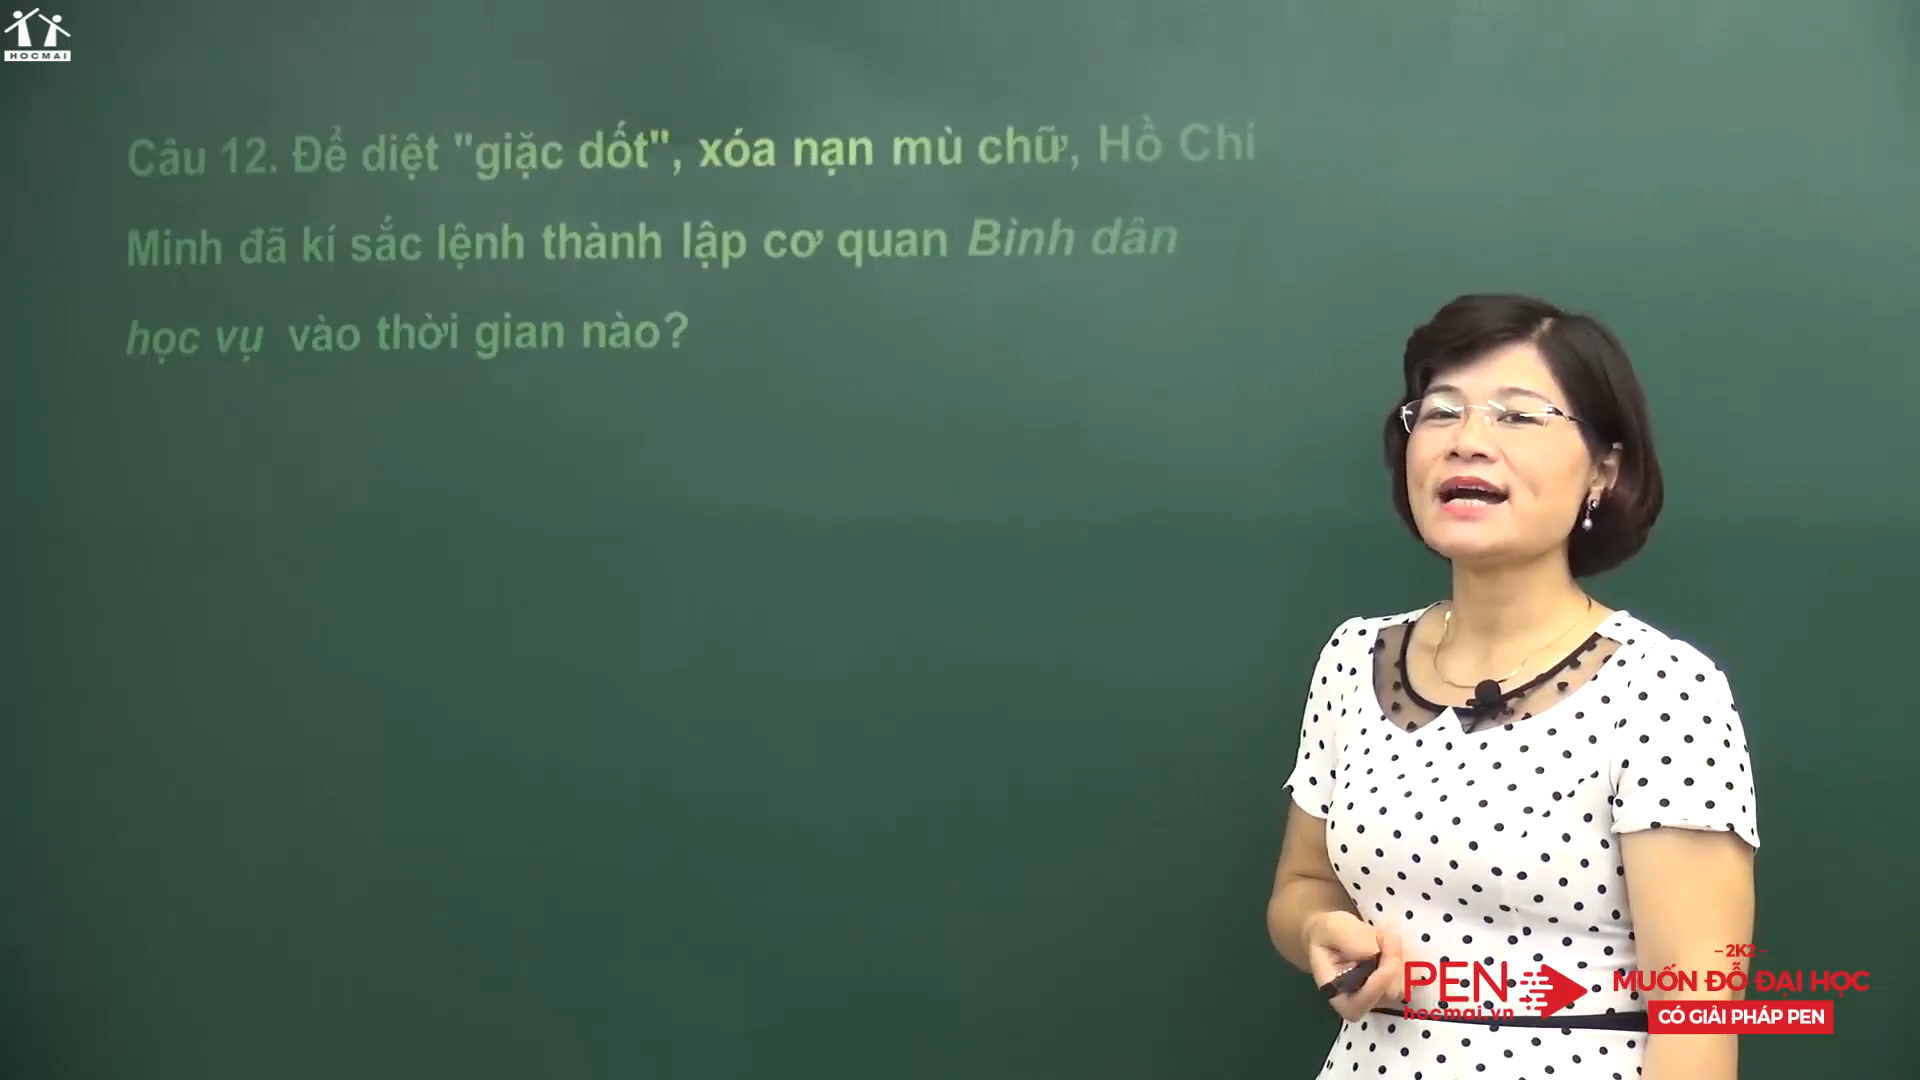 HOCMAI
Câu 12. Để diệt "giặc dốt", xóa nạn mù chữ, Hồ Chí
Minh đã kí sắc lệnh thành lập cơ quan Bình dân
học vụ vào thời gian nào?
–2K2–
PEN
MUỐN ĐỖ ĐẠI HỌC
hocmai.vn
CÓ GIẢI PHÁP PEN